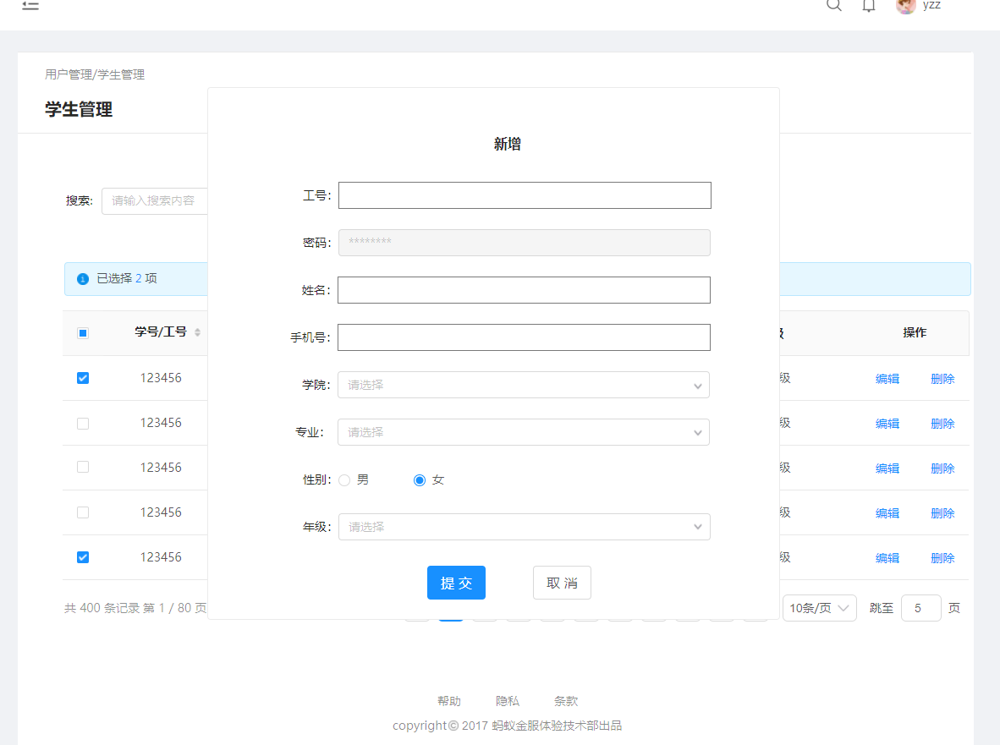 yzz
用户管理/学生管理
学生管理
新增
搜索: 请输入搜索内容
工号:
密码: ********
已选择 2 项
姓名:
学号/工号 操作
手机号:
123456 级 编辑 删除
学院: 请选择
123456 级 编辑 删除
专业: 请选择
123456 级 编辑 删除
性别: 男 女
123456 级 编辑 删除
年级: 请选择
123456 级 编辑 删除
提 交 取 消
共 400 条记录 第 1 / 80 页 10条/页 跳至 5 页
帮助 隐私 条款
copyright© 2017 蚂蚁金服体验技术部出品